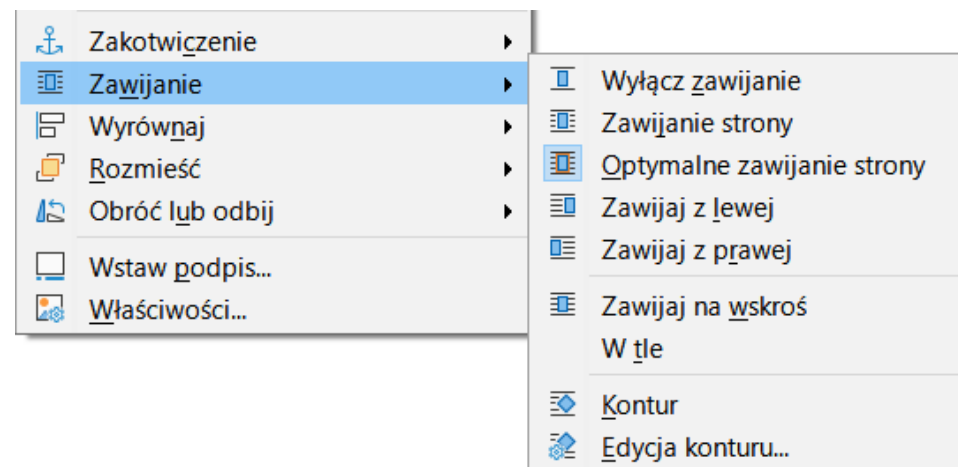 Zakotwiczenie
Zawijanie
Wyrównaj
Rozmieść
Obróć lub odbij
Wstaw podpis...
Właściwości...
Wyłącz zawijanie
Zawijanie strony
Optymalne zawijanie strony
Zawijaj z lewej
Zawijaj z prawej
Zawijaj na wskroś
W tle
Kontur
Edycja konturu...